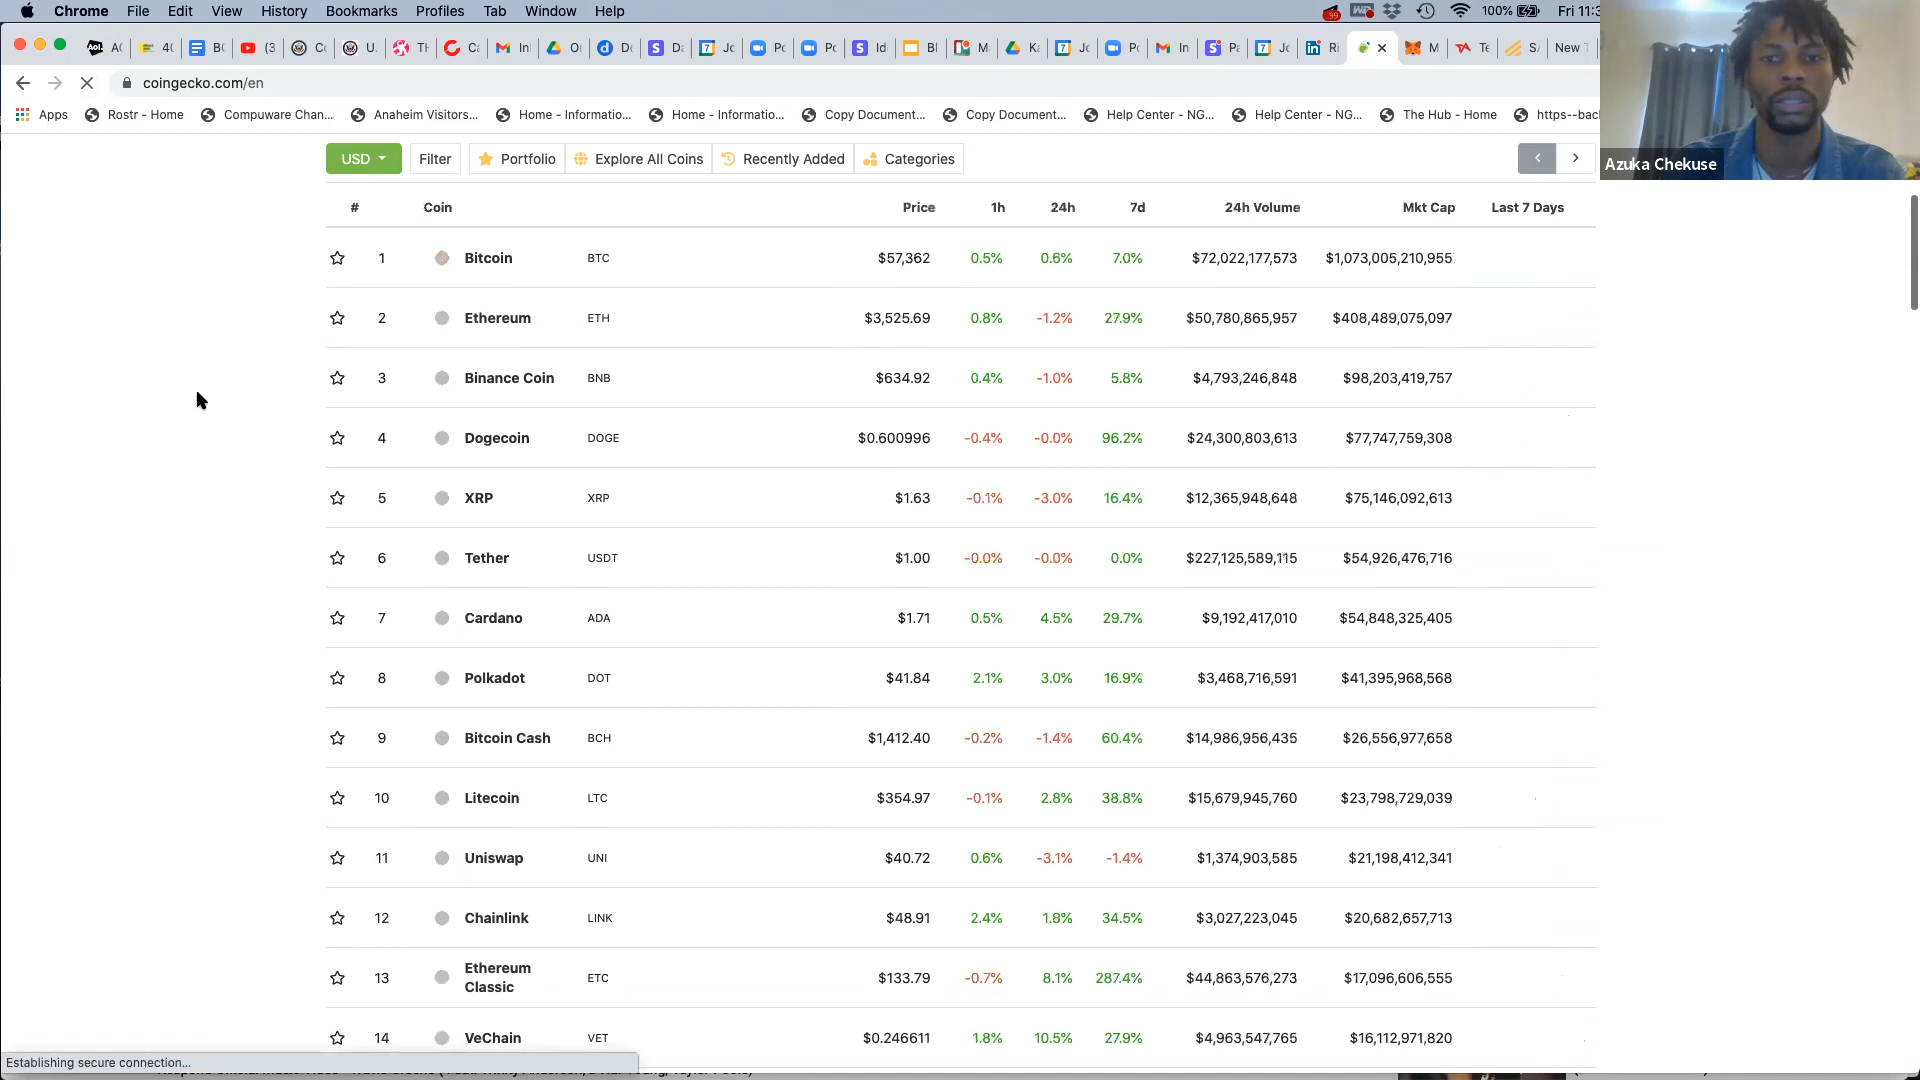 Chrome File Edit View History Bookmarks Profiles Tab Window Help 99 100% Fri 11:3
coingecko.com/en
Apps Rostr - Home Compuware Chan... Anaheim Visitors... Home - Informatio... Home - Informatio... Copy Document... Copy Document... Help Center - NG... Help Center - NG... The Hub - Home https--bac
Azuka Chekuse
USD Filter Portfolio Explore All Coins Recently Added Categories
# Coin Price 1h 24h 7d 24h Volume Mkt Cap Last 7 Days
1 Bitcoin BTC $57,362 0.5% 0.6% 7.0% $72,022,177,573 $1,073,005,210,955
2 Ethereum ETH $3,525.69 0.8% -1.2% 27.9% $50,780,865,957 $408,489,075,097
3 Binance Coin BNB $634.92 0.4% -1.0% 5.8% $4,793,246,848 $98,203,419,757
4 Dogecoin DOGE $0.600996 -0.4% -0.0% 96.2% $24,300,803,613 $77,747,759,308
5 XRP XRP $1.63 -0.1% -3.0% 16.4% $12,365,948,648 $75,146,092,613
6 Tether USDT $1.00 -0.0% -0.0% 0.0% $227,125,589,115 $54,926,476,716
7 Cardano ADA $1.71 0.5% 4.5% 29.7% $9,192,417,010 $54,848,325,405
8 Polkadot DOT $41.84 2.1% 3.0% 16.9% $3,468,716,591 $41,395,968,568
9 Bitcoin Cash BCH $1,412.40 -0.2% -1.4% 60.4% $14,986,956,435 $26,556,977,658
10 Litecoin LTC $354.97 -0.1% 2.8% 38.8% $15,679,945,760 $23,798,729,039
11 Uniswap UNI $40.72 0.6% -3.1% -1.4% $1,374,903,585 $21,198,412,341
12 Chainlink LINK $48.91 2.4% 1.8% 34.5% $3,027,223,045 $20,682,657,713
13 Ethereum Classic ETC $133.79 -0.7% 8.1% 287.4% $44,863,576,273 $17,096,606,555
14 VeChain VET $0.246611 1.8% 10.5% 27.9% $4,963,547,765 $16,112,971,820
Establishing secure connection...